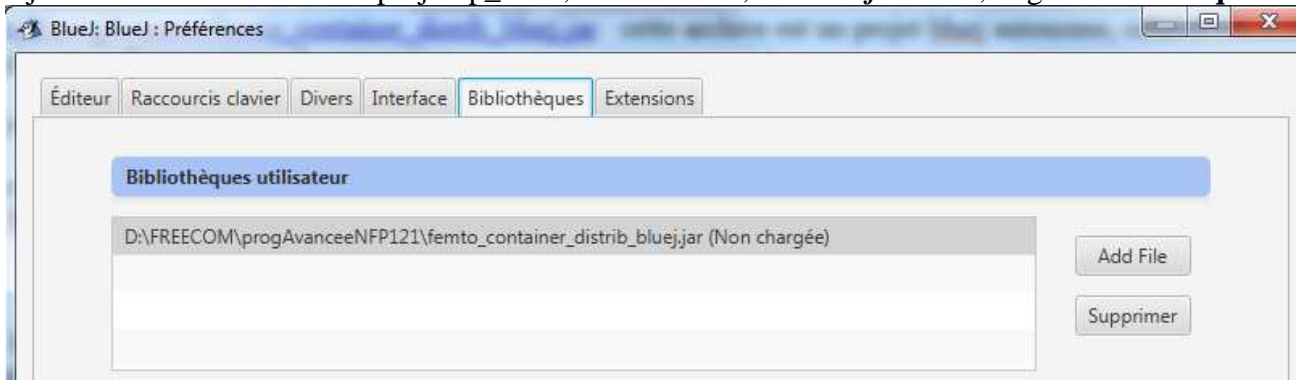 BlueJ: BlueJ : Préférences
Éditeur Raccourcis clavier Divers Interface Bibliothèques Extensions
Bibliothèques utilisateur
D:\FREECOM\progAvanceeNFP121\femto_container_distrib_bluej.jar (Non chargée)
Add File
Supprimer